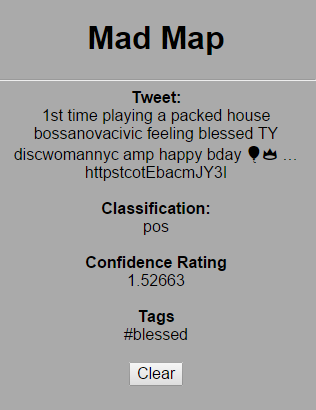 Mad Map
Tweet:
1st time playing a packed house
bossanovacivic feeling blessed TY
discwomannyc amp happy bday 🎈👑 …
httpstcotEbacmJY3I
Classification:
pos
Confidence Rating
1.52663
Tags
#blessed
Clear